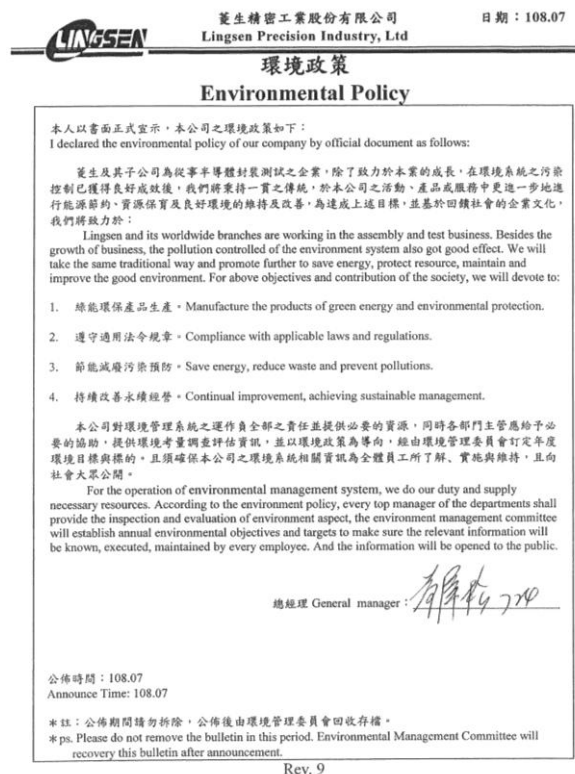 LINGSEN
菱生精密工業股份有限公司
Lingsen Precision Industry, Ltd
日期：108.07
環境政策
Environmental Policy
本人以書面正式宣示，本公司之環境政策如下：
I declared the environmental policy of our company by official document as follows:
菱生及其子公司為從事半導體封裝測試之企業，除了致力於本業的成長，在環境系統之污染
控制已獲得良好成效後，我們將秉持一貫之傳統，於本公司之活動、產品或服務中更進一步地進
行能源節約、資源保育及良好環境的維持及改善，為達成上述目標，並基於回饋社會的企業文化，
我們將致力於：
Lingsen and its worldwide branches are working in the assembly and test business. Besides the
growth of business, the pollution controlled of the environment system also got good effect. We will
take the same traditional way and promote further to save energy, protect resource, maintain and
improve the good environment. For above objectives and contribution of the society, we will devote to:
1. 綠能環保產品生產。Manufacture the products of green energy and environmental protection.
2. 遵守適用法令規章。Compliance with applicable laws and regulations.
3. 節能減廢污染預防。Save energy, reduce waste and prevent pollutions.
4. 持續改善永續經營。Continual improvement, achieving sustainable management.
本公司對環境管理系統之運作負全部之責任並提供必要的資源，同時各部門主管應給予必
要的協助，提供環境考量調查評估資訊，並以環境政策為導向，經由環境管理委員會訂定年度
環境目標與標的。且須確保本公司之環境系統相關資訊為全體員工所了解、實施與維持，且向
社會大眾公開。
For the operation of environmental management system, we do our duty and supply
necessary resources. According to the environment policy, every top manager of the departments shall
provide the inspection and evaluation of environment aspect, the environment management committee
will establish annual environmental objectives and targets to make sure the relevant information will
be known, executed, maintained by every employee. And the information will be opened to the public.
總經理 General manager：
公佈時間：108.07
Announce Time: 108.07
＊註：公佈期間請勿拆除，公佈後由環境管理委員會回收存檔。
＊ps. Please do not remove the bulletin in this period. Environmental Management Committee will
recovery this bulletin after announcement.
Rev. 9